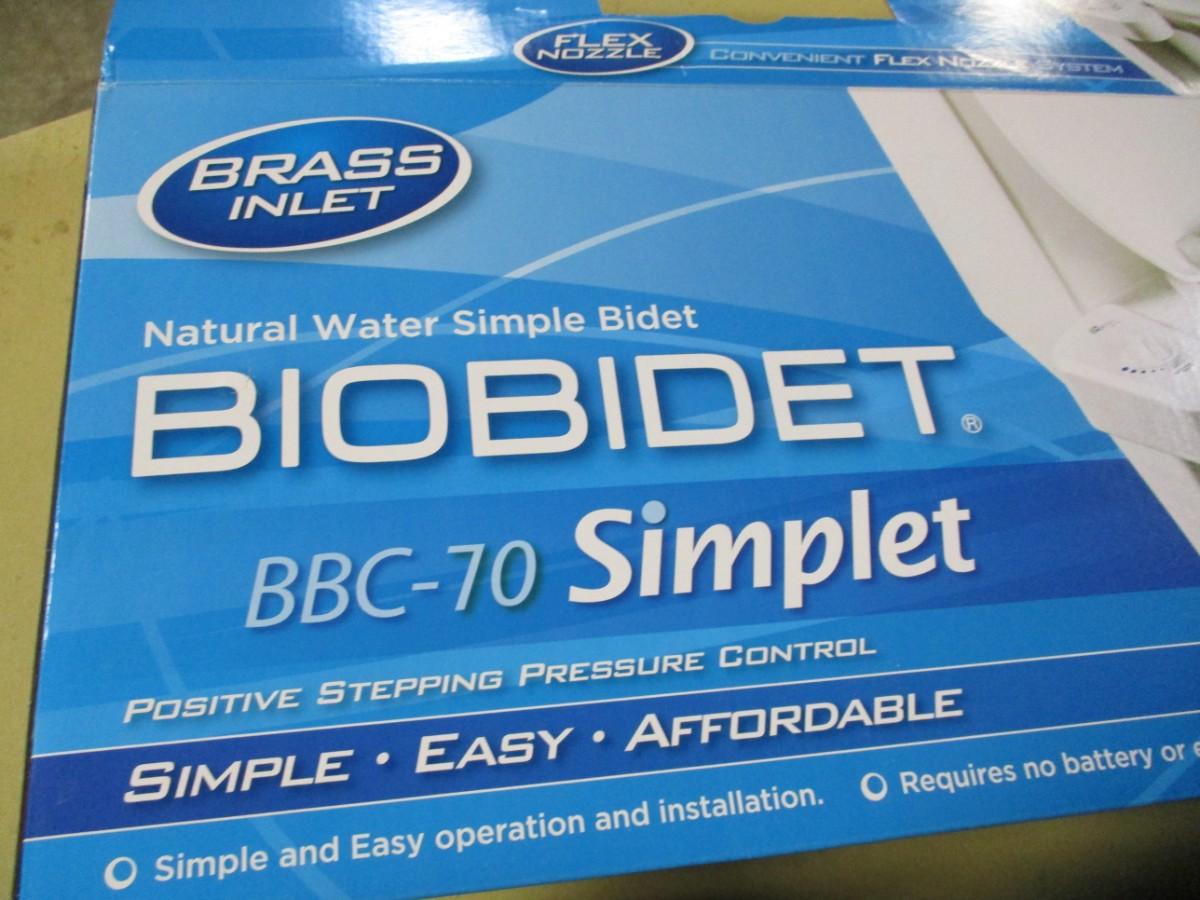 FLEX
NOZZLE
CONVENIENT FLEX NOZZLE SYSTEM
BRASS
INLET
Natural Water Simple Bidet
BIOBIDET®
BBC-70 Simplet
POSITIVE STEPPING PRESSURE CONTROL
SIMPLE • EASY • AFFORDABLE
Simple and Easy operation and installation.
Requires no battery or